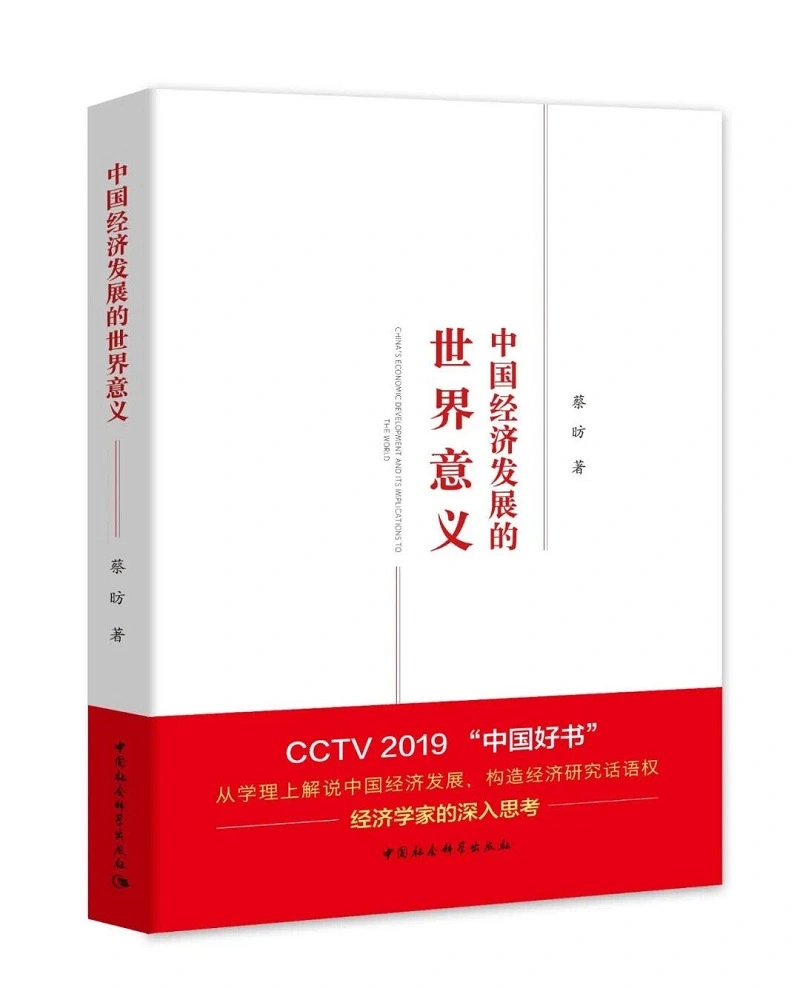 中国经济发展的世界意义
蔡昉 著
中国社会科学出版社
中国经济发展的
世界意义
CHINA'S ECONOMIC DEVELOPMENT AND ITS IMPLICATIONS TO
THE WORLD
蔡昉 著
CCTV 2019 “中国好书”
从学理上解说中国经济发展，构造经济研究话语权
经济学家的深入思考
中国社会科学出版社